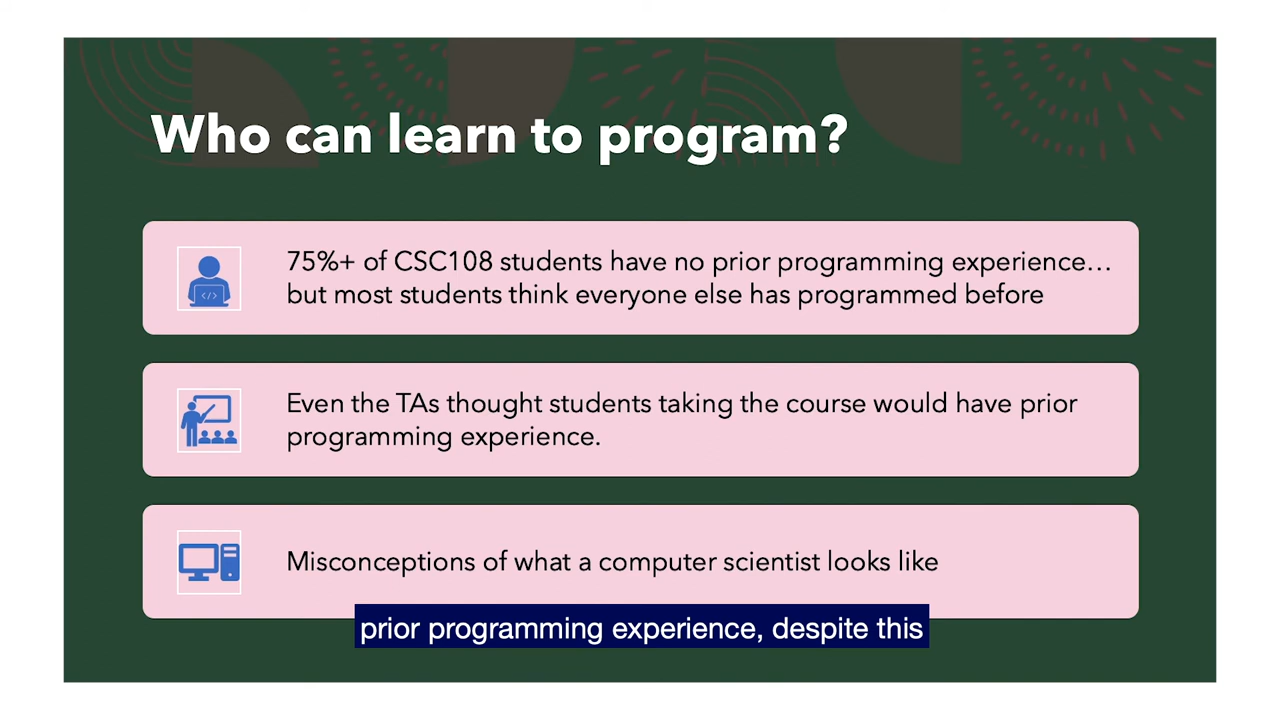 Who can learn to program?
75%+ of CSC108 students have no prior programming experience…
but most students think everyone else has programmed before
Even the TAs thought students taking the course would have prior
programming experience.
Misconceptions of what a computer scientist looks like
prior programming experience, despite this